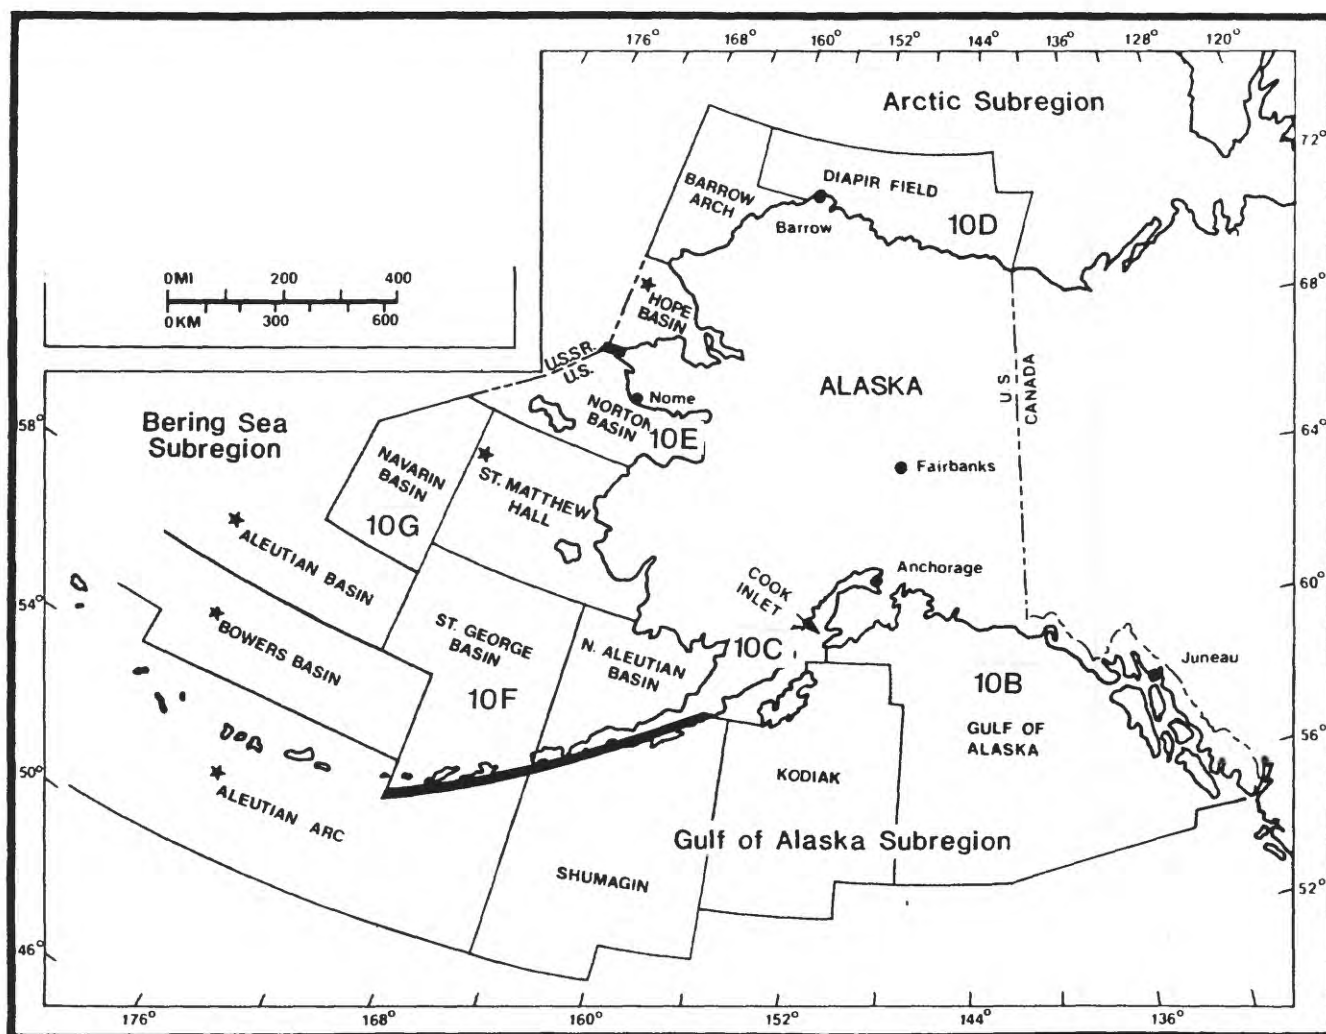 176° 168° 160° 152° 144° 136° 128° 120°
Arctic Subregion
72°
DIAPIR FIELD
BARROW
ARCH
10D
Barrow
0 MI 200 400
0 KM 300 600
68°
HOPE
BASIN
U.S.S.R.
U.S.
ALASKA
U.S.
CANADA
Nome
NORTON
BASIN
10E
58°
Bering Sea
Subregion
64°
NAVARIN
BASIN
10G
ST. MATTHEW
HALL
Fairbanks
ALEUTIAN BASIN
Anchorage
60°
COOK
INLET
54°
BOWERS BASIN
ST. GEORGE
BASIN
10F
N. ALEUTIAN
BASIN
10C
10B
Juneau
GULF OF
ALASKA
56°
50°
KODIAK
ALEUTIAN ARC
Gulf of Alaska Subregion
SHUMAGIN
52°
46°
176° 168° 160° 152° 144° 136°